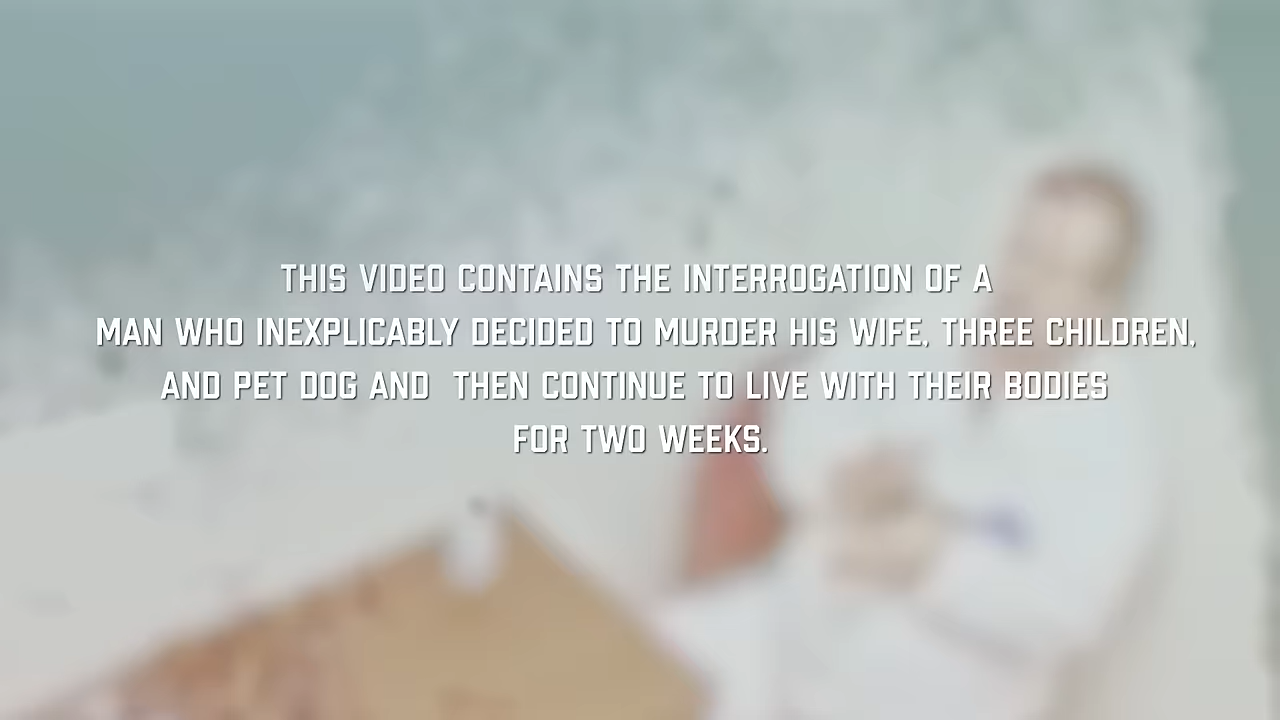 THIS VIDEO CONTAINS THE INTERROGATION OF A
MAN WHO INEXPLICABLY DECIDED TO MURDER HIS WIFE, THREE CHILDREN,
AND PET DOG AND THEN CONTINUE TO LIVE WITH THEIR BODIES
FOR TWO WEEKS.